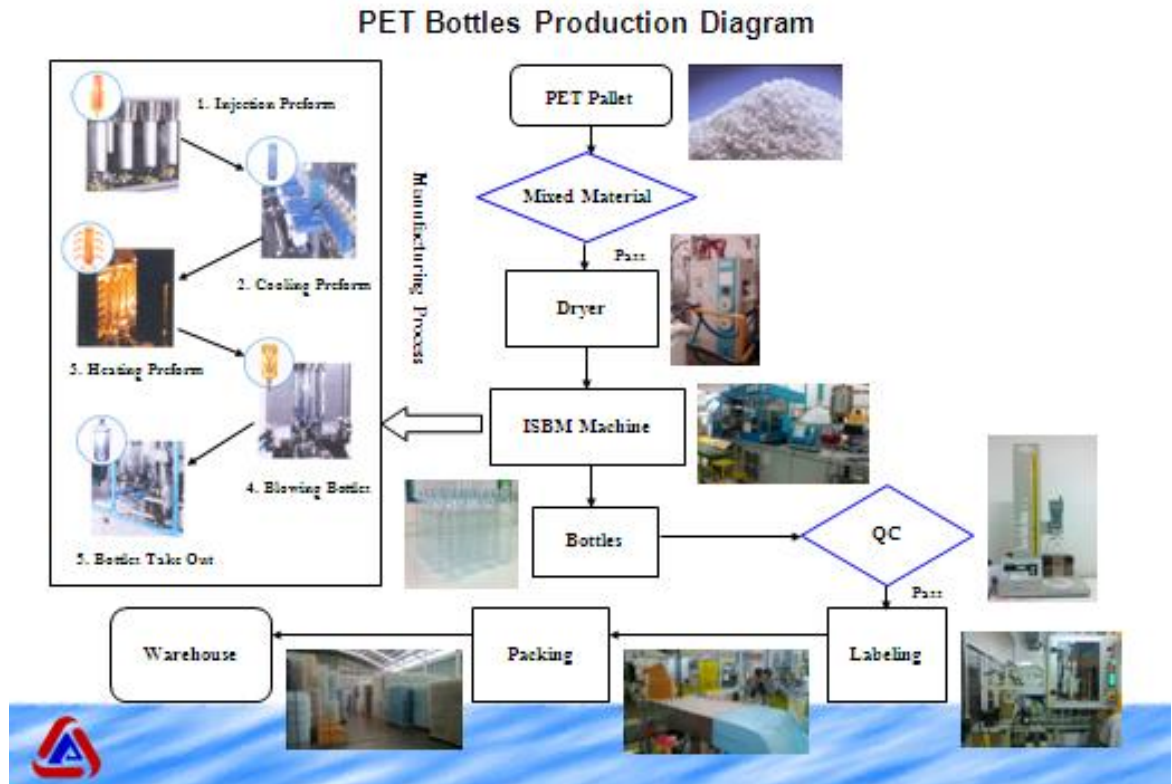 PET Bottles Production Diagram
1. Injection Preform
PET Pallet
Mixed Material
Manufacturing Process
2. Cooling Preform
Pass
Dryer
3. Heating Preform
ISBM Machine
4. Blowing Bottles
Bottles
QC
5. Bottles Take Out
Pass
Warehouse
Packing
Labeling